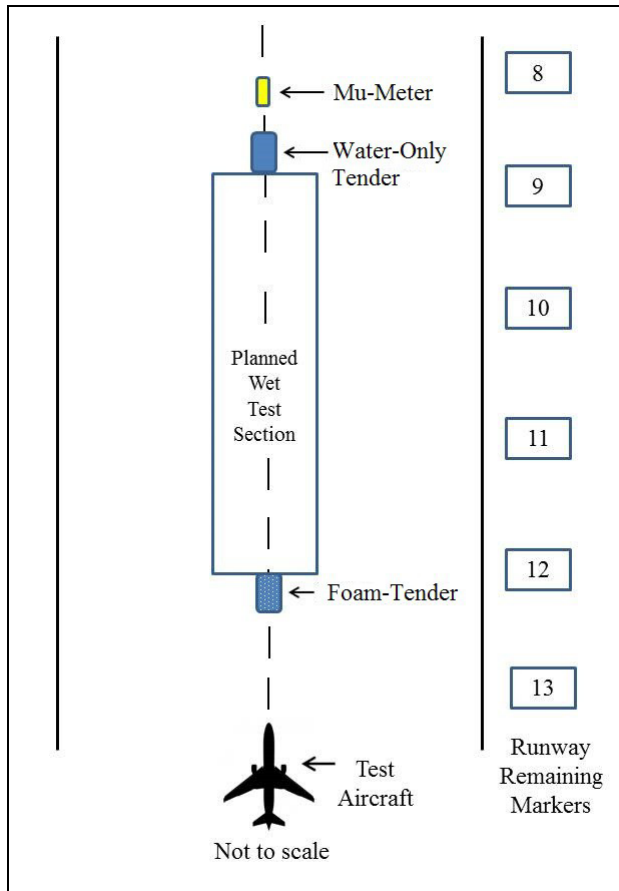 8
Mu-Meter
Water-Only
Tender
9
10
Planned
Wet
Test
Section
11
12
Foam-Tender
13
Runway
Remaining
Markers
Test
Aircraft
Not to scale